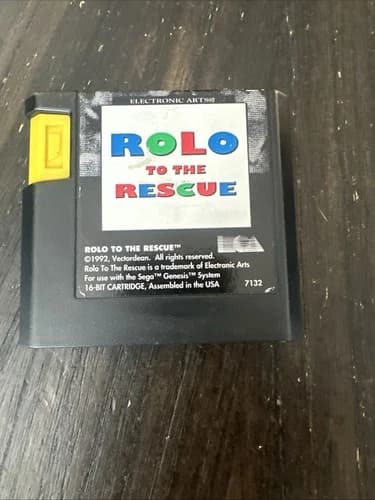 ELECTRONIC ARTS®
ROLO
TO THE
RESCUE
ROLO TO THE RESCUE™
©1992, Vectordean. All rights reserved.
Rolo To The Rescue is a trademark of Electronic Arts
For use with the Sega™ Genesis™ System
16-BIT CARTRIDGE, Assembled in the USA
7132